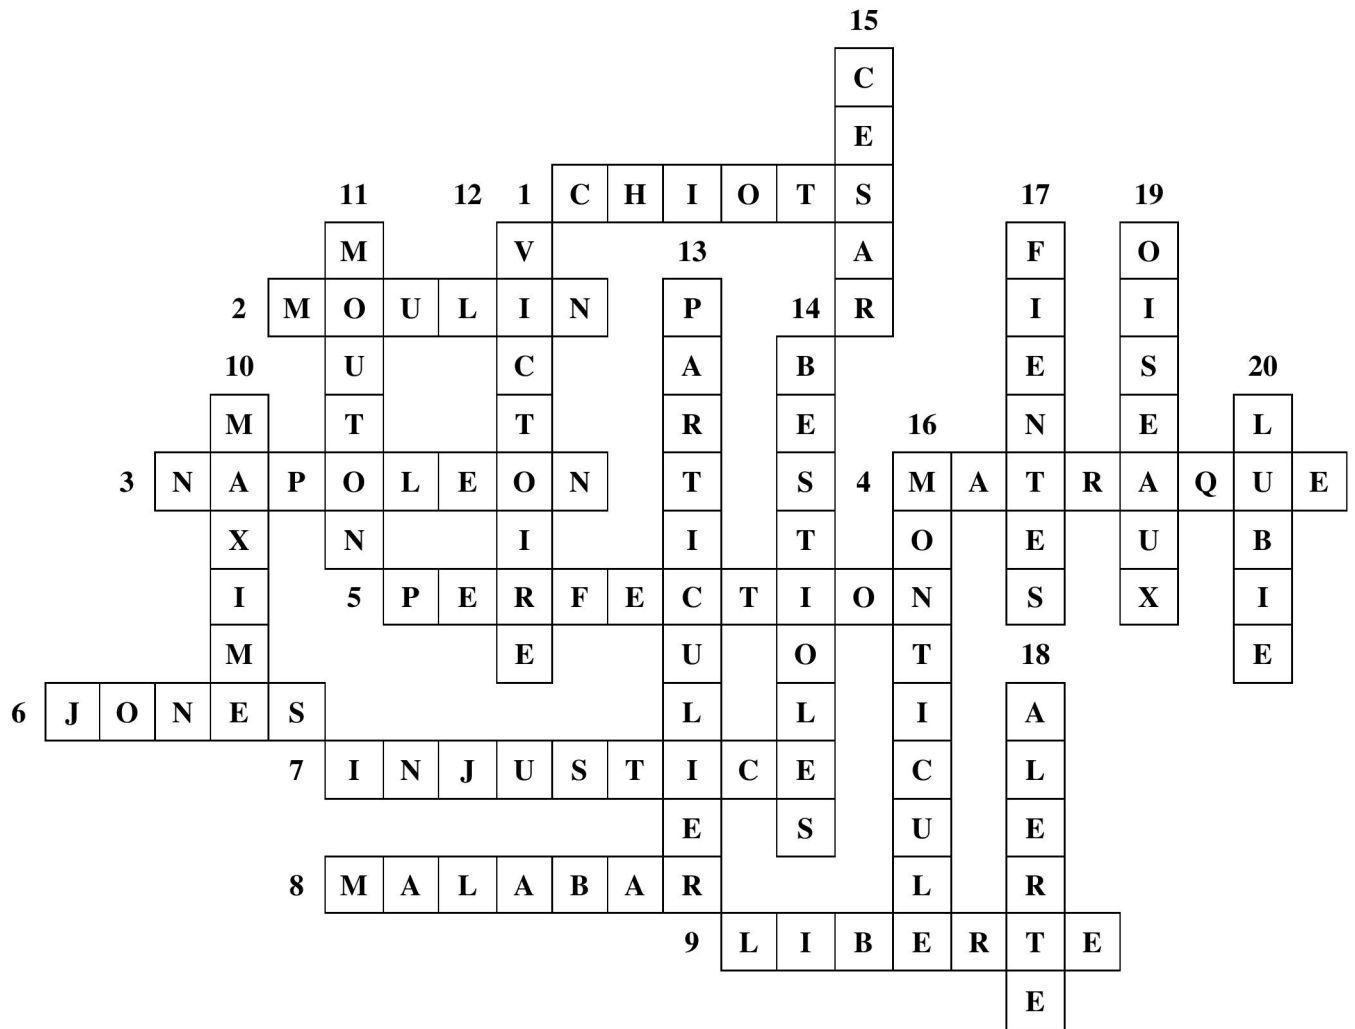 15
C
E
11 12 1 C H I O T S 17 19
M V 13 A F O
2 M O U L I N P 14 R I I
10 U C A B E S 20
M T T R E 16 N E L
3 N A P O L E O N T S 4 M A T R A Q U E
X N I I T O E U B
I 5 P E R F E C T I O N S X I
M E U O T 18 E
6 J O N E S L L I A
7 I N J U S T I C E C L
E S U E
8 M A L A B A R L R
9 L I B E R T E
E